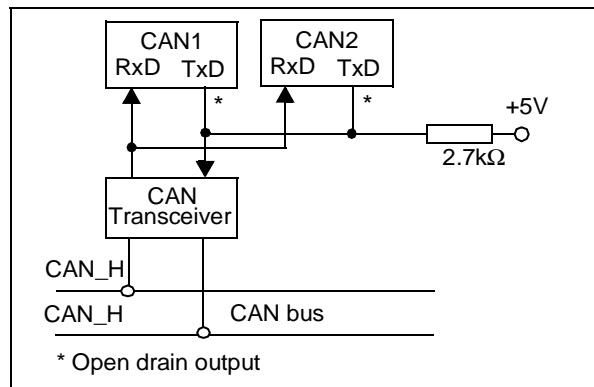 CAN1
CAN2
RxD TxD
RxD TxD
*
*
+5V
2.7kΩ
CAN
Transceiver
CAN_H
CAN_H
CAN bus
* Open drain output